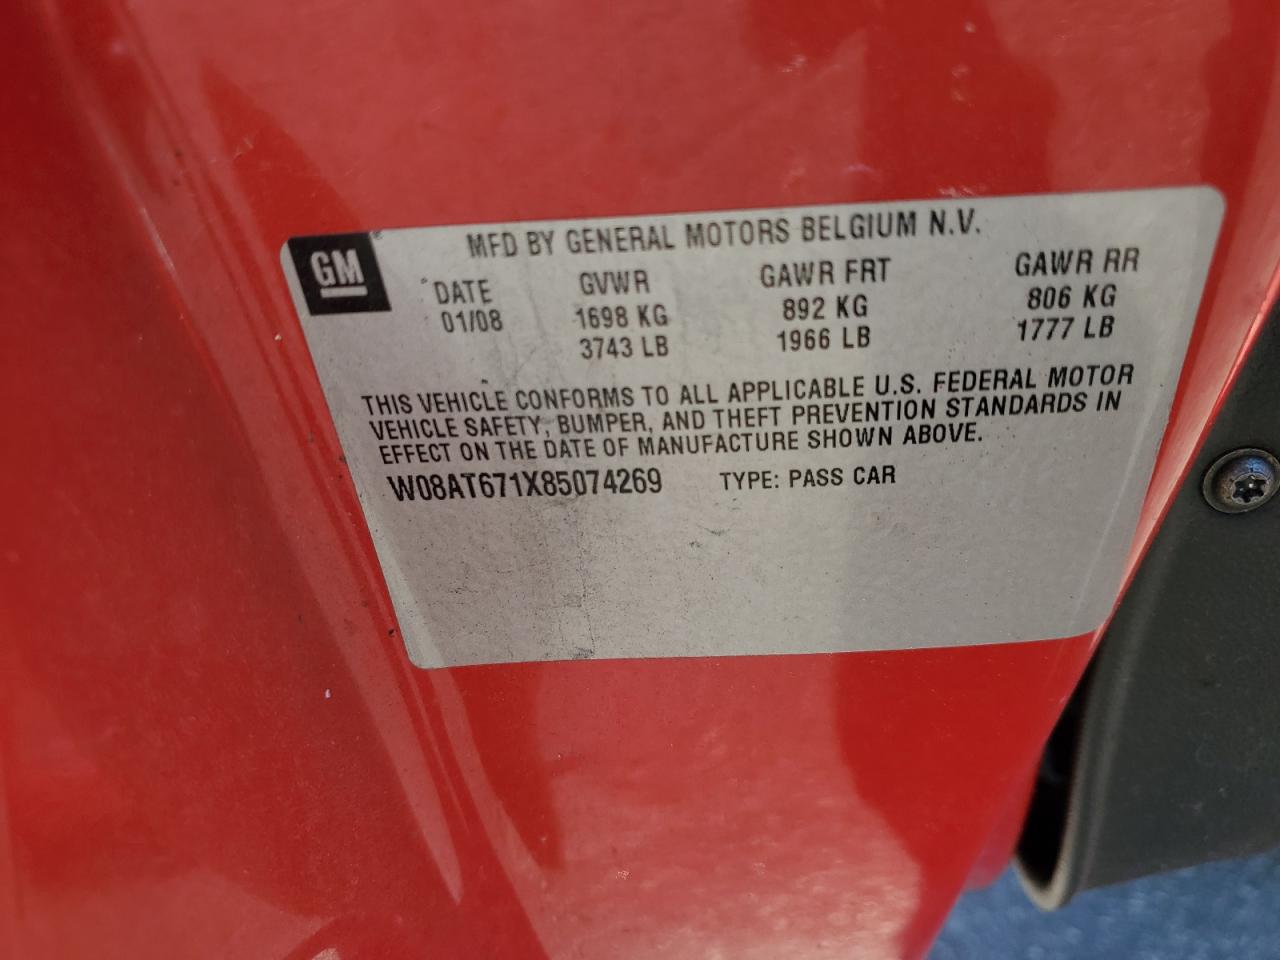 GM
MFD BY GENERAL MOTORS BELGIUM N.V.
DATE GVWR GAWR FRT GAWR RR
01/08 1698 KG 892 KG 806 KG
3743 LB 1966 LB 1777 LB
THIS VEHICLE CONFORMS TO ALL APPLICABLE U.S. FEDERAL MOTOR
VEHICLE SAFETY, BUMPER, AND THEFT PREVENTION STANDARDS IN
EFFECT ON THE DATE OF MANUFACTURE SHOWN ABOVE.
W08AT671X85074269 TYPE: PASS CAR